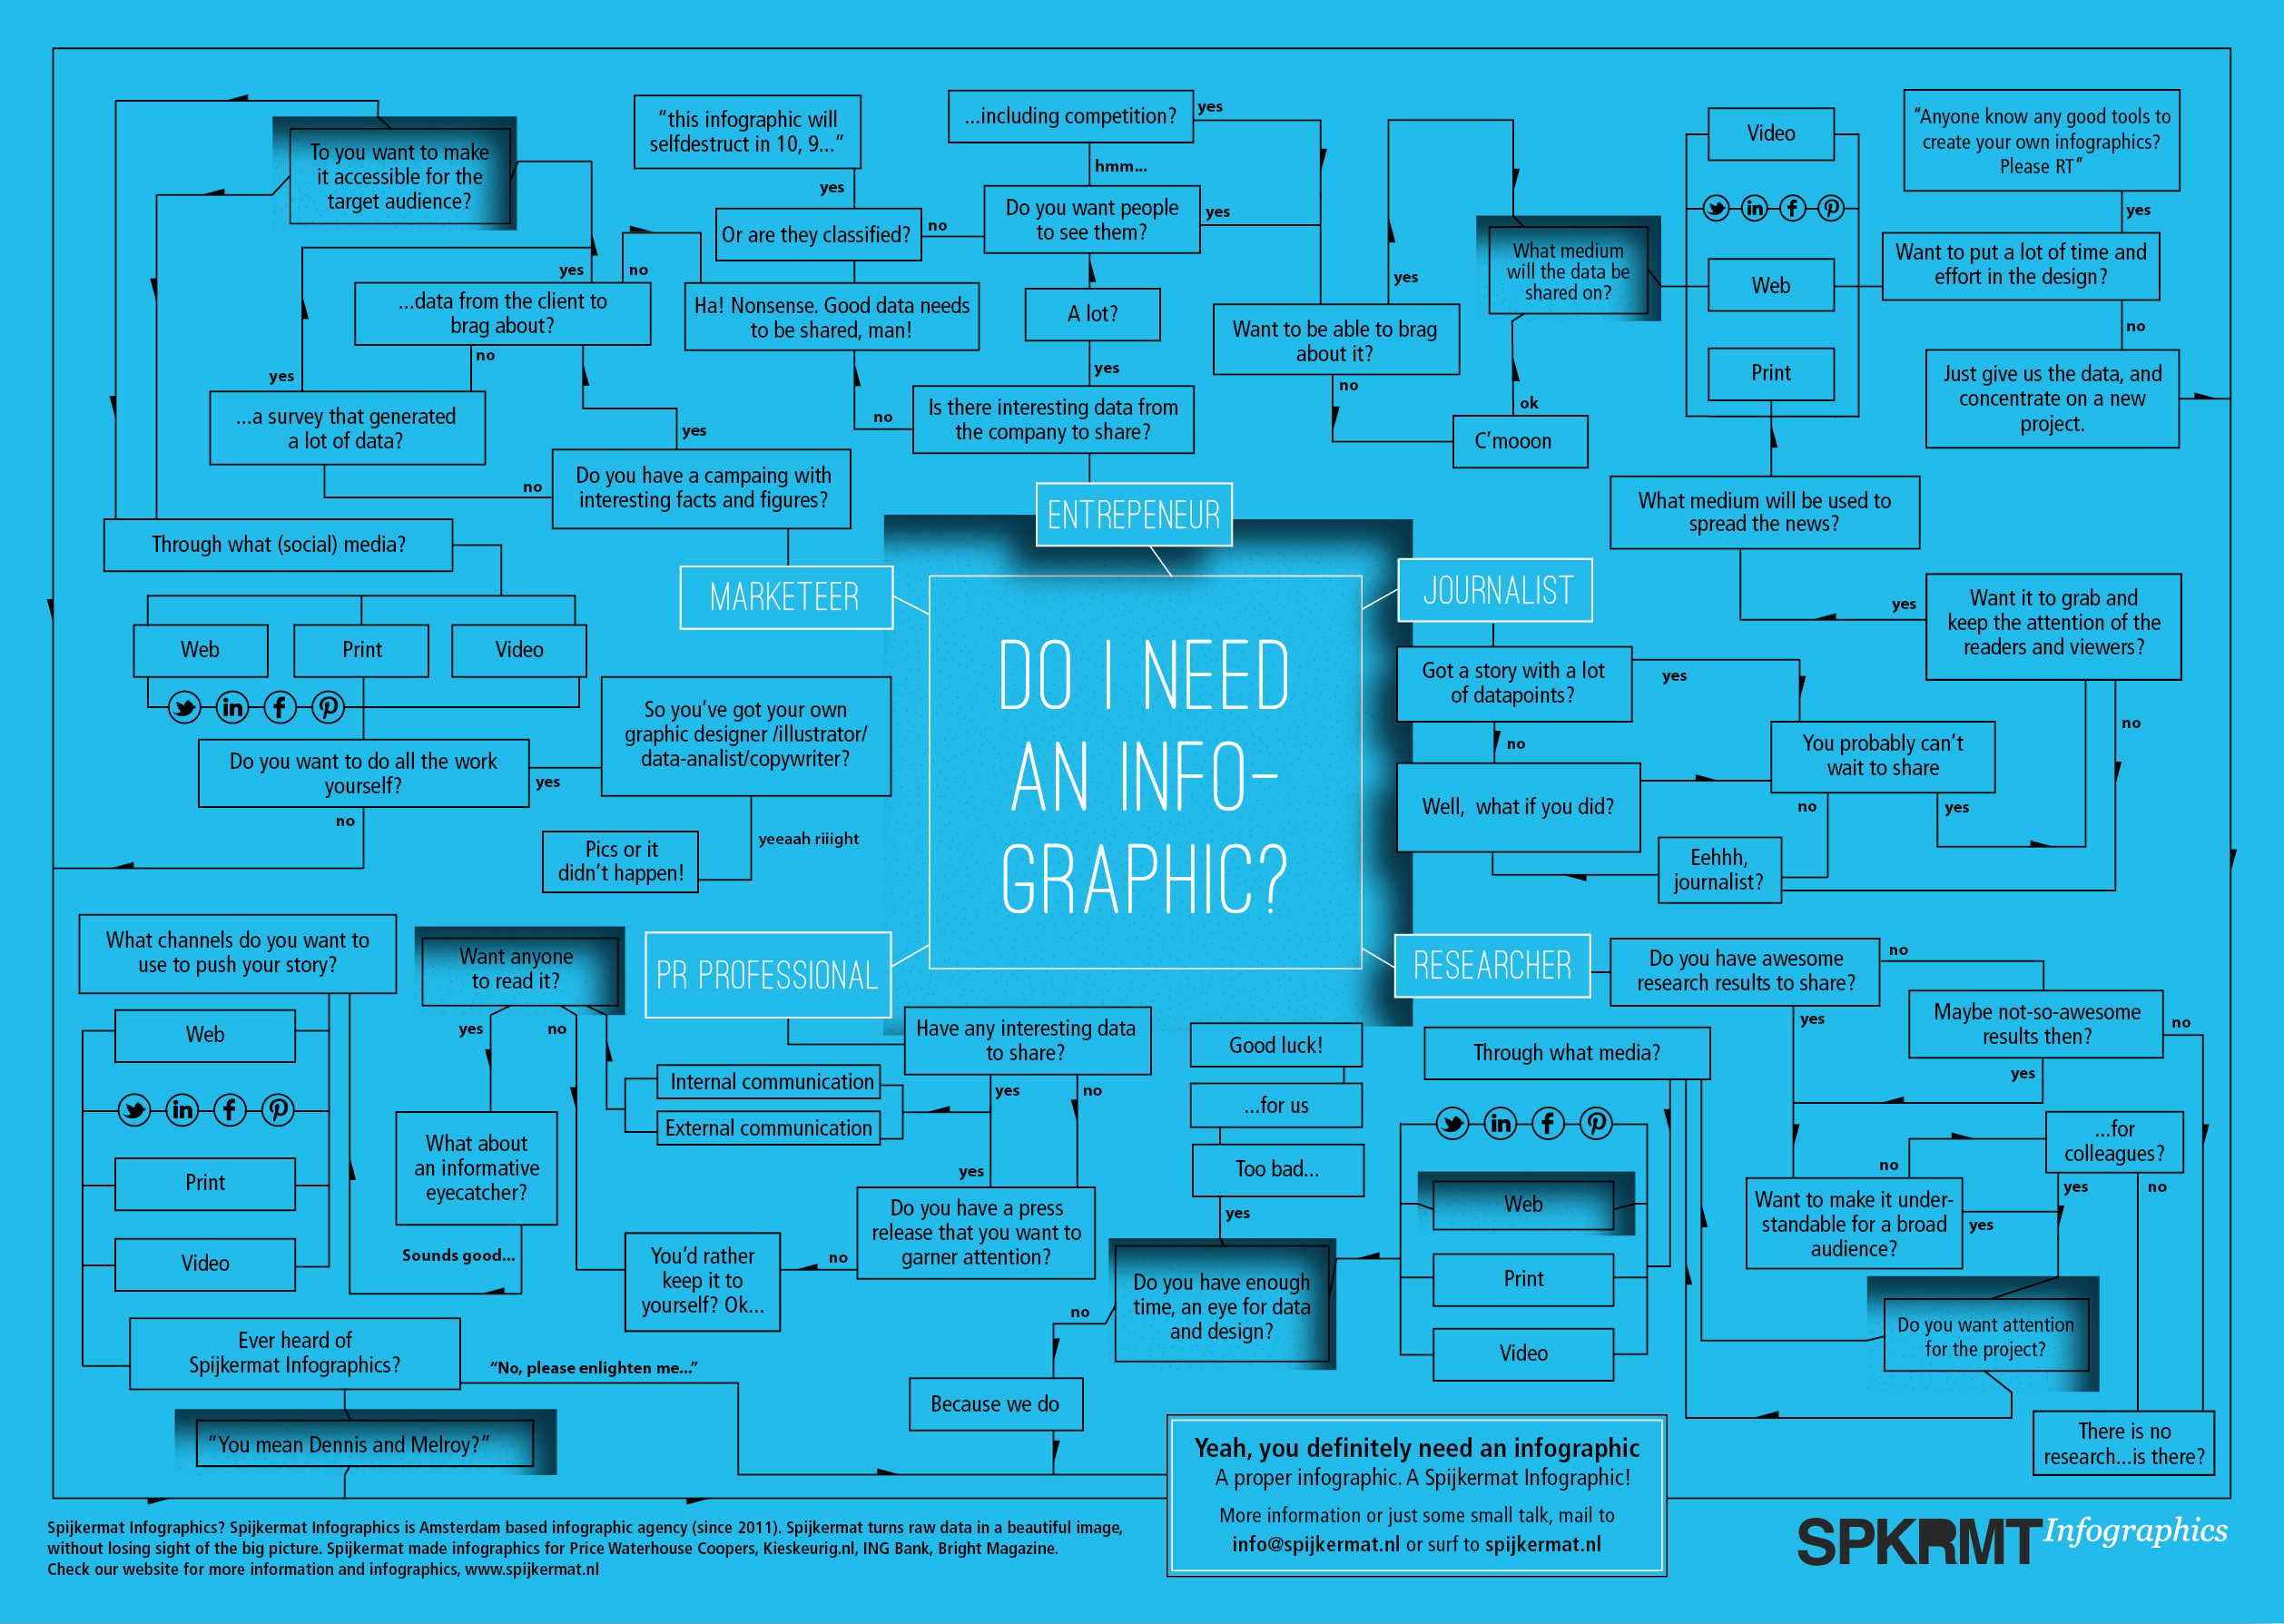 "this infographic will
selfdestruct in 10, 9..."
yes
...including competition?
yes
hmm...
To you want to make
it accessible for the
target audience?
Or are they classified?
no
Do you want people
to see them?
yes
yes
no
...data from the client to
brag about?
no
Ha! Nonsense. Good data needs
to be shared, man!
A lot?
yes
yes
...a survey that generated
a lot of data?
no
yes
Do you have a campaing with
interesting facts and figures?
no
Is there interesting data from
the company to share?
ENTREPENEUR
Want to be able to brag
about it?
yes
no
C'mooon
ok
What medium
will the data be
shared on?
Video
Web
Print
"Anyone know any good tools to
create your own infographics?
Please RT"
yes
Want to put a lot of time and
effort in the design?
no
Just give us the data, and
concentrate on a new
project.
What medium will be used to
spread the news?
yes
Want it to grab and
keep the attention of the
readers and viewers?
no
Through what (social) media?
Web
Print
Video
in
f
Do you want to do all the work
yourself?
yes
no
So you've got your own
graphic designer /illustrator/
data-analist/copywriter?
yeeaah riiight
Pics or it
didn't happen!
MARKETEER
DO I NEED
AN INFO-
GRAPHIC?
JOURNALIST
Got a story with a lot
of datapoints?
yes
no
Well,  what if you did?
You probably can't
wait to share
no
yes
Eehhh,
journalist?
What channels do you want to
use to push your story?
Web
in
f
Print
Video
Ever heard of
Spijkermat Infographics?
"No, please enlighten me..."
"You mean Dennis and Melroy?"
Want anyone
to read it?
yes
no
What about
an informative
eyecatcher?
Sounds good...
PR PROFESSIONAL
Have any interesting data
to share?
yes
no
Internal communication
External communication
yes
Do you have a press
release that you want to
garner attention?
no
You'd rather
keep it to
yourself? Ok...
Good luck!
...for us
Too bad...
yes
Do you have enough
time, an eye for data
and design?
no
Because we do
RESEARCHER
Do you have awesome
research results to share?
no
yes
Maybe not-so-awesome
results then?
no
yes
Through what media?
in
f
Web
Print
Video
...for
colleagues?
no
yes
no
Want to make it under-
standable for a broad
audience?
yes
Do you want attention
for the project?
There is no
research...is there?
Yeah, you definitely need an infographic
A proper infographic. A Spijkermat Infographic!
More information or just some small talk, mail to
info@spijkermat.nl or surf to spijkermat.nl
Spijkermat Infographics? Spijkermat Infographics is Amsterdam based infographic agency (since 2011). Spijkermat turns raw data in a beautiful image,
without losing sight of the big picture. Spijkermat made infographics for Price Waterhouse Coopers, Kieskeurig.nl, ING Bank, Bright Magazine.
Check our website for more information and infographics, www.spijkermat.nl
SPKRMT Infographics